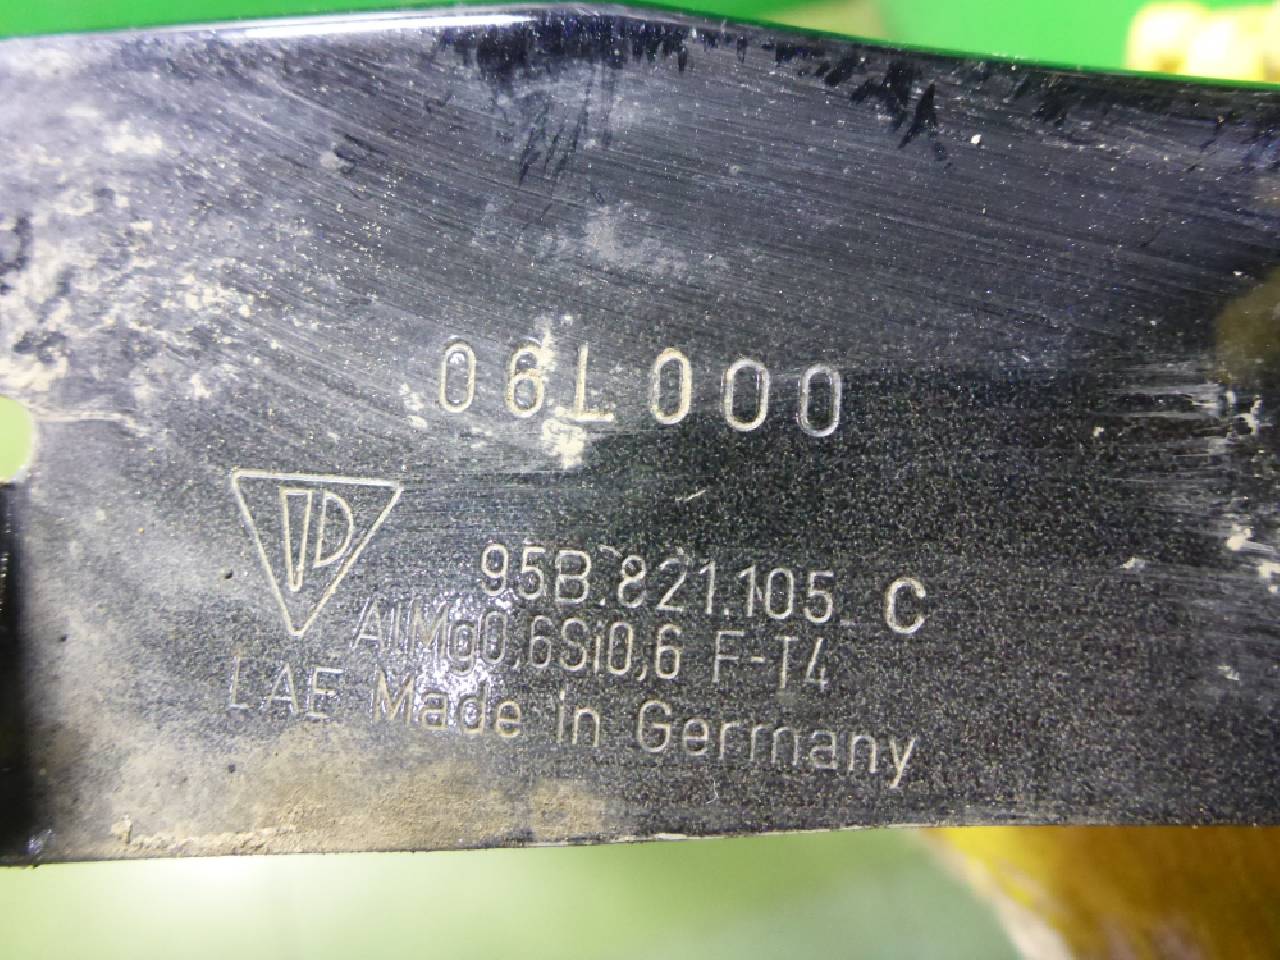 06L000
95B.821.105 C
AlMg0,6Si0,6 F-T4
LAE Made in Germany